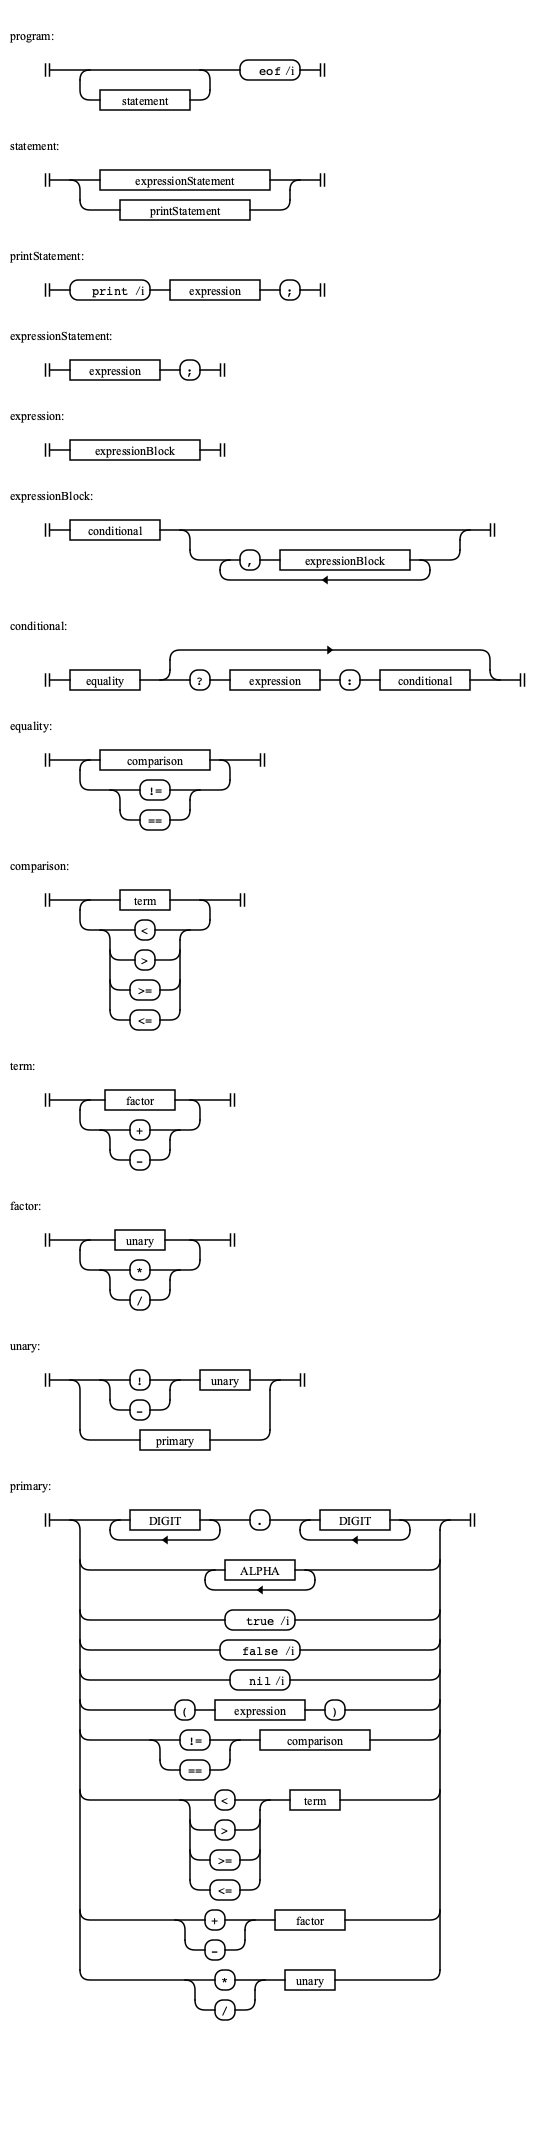 program:
eof /i
statement
statement:
expressionStatement
printStatement
printStatement:
print /i expression ;
expressionStatement:
expression ;
expression:
expressionBlock
expressionBlock:
conditional
, expressionBlock
conditional:
equality ? expression : conditional
equality:
comparison
!=
==
comparison:
term
<
>
>=
<=
term:
factor
+
-
factor:
unary
*
/
unary:
! unary
-
primary
primary:
DIGIT . DIGIT
ALPHA
true /i
false /i
nil /i
( expression )
!= comparison
==
< term
>
>=
<=
+ factor
-
* unary
/